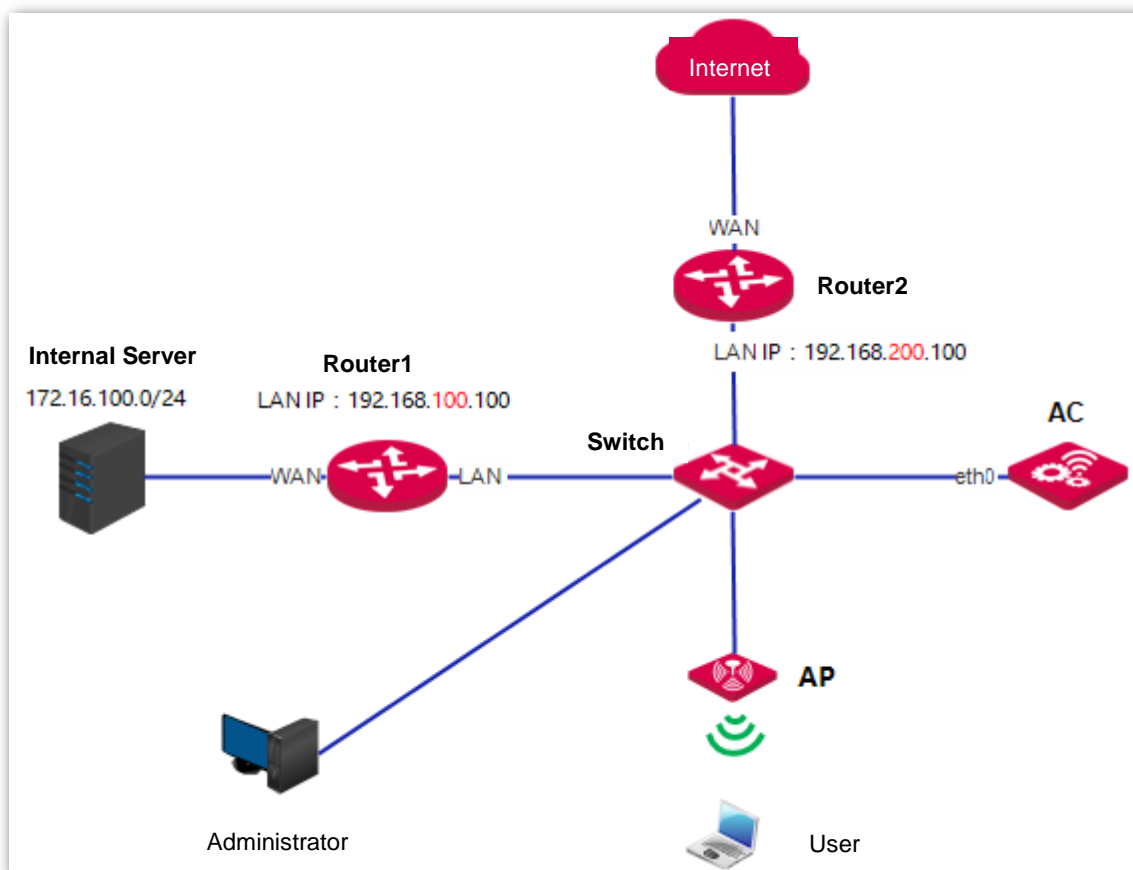 Internet
WAN
Router2
LAN IP：192.168.200.100
Internal Server
172.16.100.0/24
Router1
LAN IP：192.168.100.100
Switch
AC
WAN
LAN
eth0
AP
Administrator
User